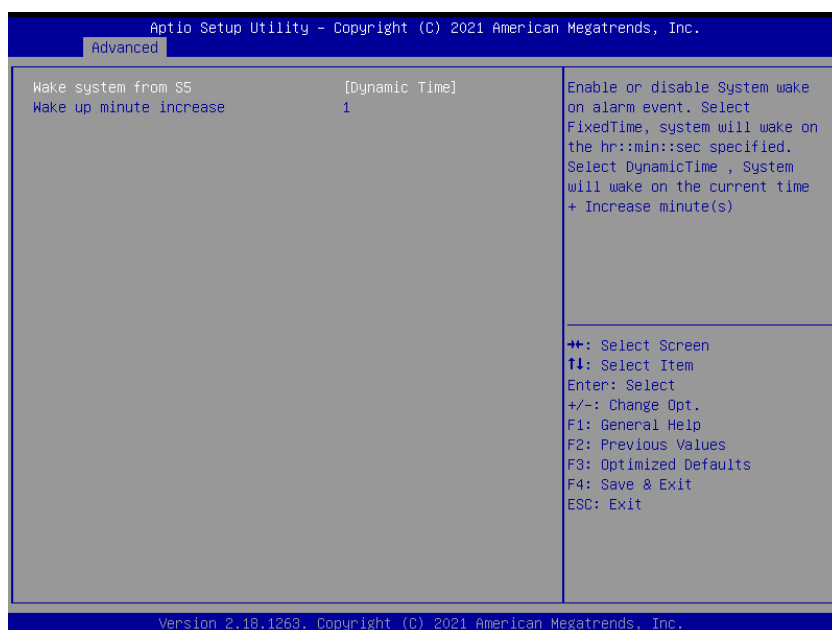 Aptio Setup Utility – Copyright (C) 2021 American Megatrends, Inc.
Advanced
Wake system from S5 [Dynamic Time]
Wake up minute increase 1
Enable or disable System wake
on alarm event. Select
FixedTime, system will wake on
the hr::min::sec specified.
Select DynamicTime , System
will wake on the current time
+ Increase minute(s)
→←: Select Screen
↑↓: Select Item
Enter: Select
+/-: Change Opt.
F1: General Help
F2: Previous Values
F3: Optimized Defaults
F4: Save & Exit
ESC: Exit
Version 2.18.1263. Copyright (C) 2021 American Megatrends, Inc.